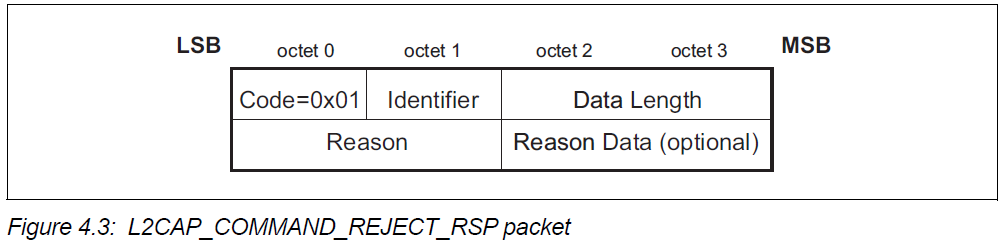 LSB octet 0 octet 1 octet 2 octet 3 MSB
Code=0x01 Identifier Data Length
Reason Reason Data (optional)
Figure 4.3: L2CAP_COMMAND_REJECT_RSP packet